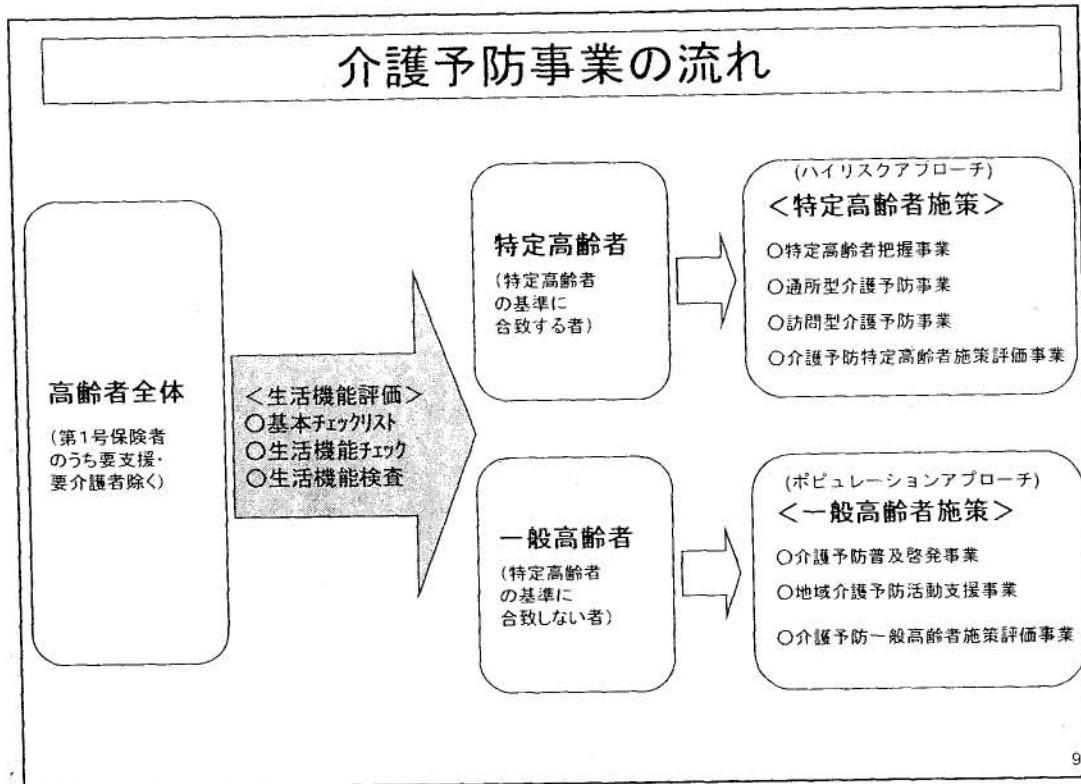 介護予防事業の流れ
高齢者全体
(第1号保険者
のうち要支援・
要介護者除く)
＜生活機能評価＞
○基本チェックリスト
○生活機能チェック
○生活機能検査
特定高齢者
(特定高齢者
の基準に
合致する者)
(ハイリスクアプローチ)
＜特定高齢者施策＞
○特定高齢者把握事業
○通所型介護予防事業
○訪問型介護予防事業
○介護予防特定高齢者施策評価事業
一般高齢者
(特定高齢者
の基準に
合致しない者)
(ポピュレーションアプローチ)
＜一般高齢者施策＞
○介護予防普及啓発事業
○地域介護予防活動支援事業
○介護予防一般高齢者施策評価事業
9